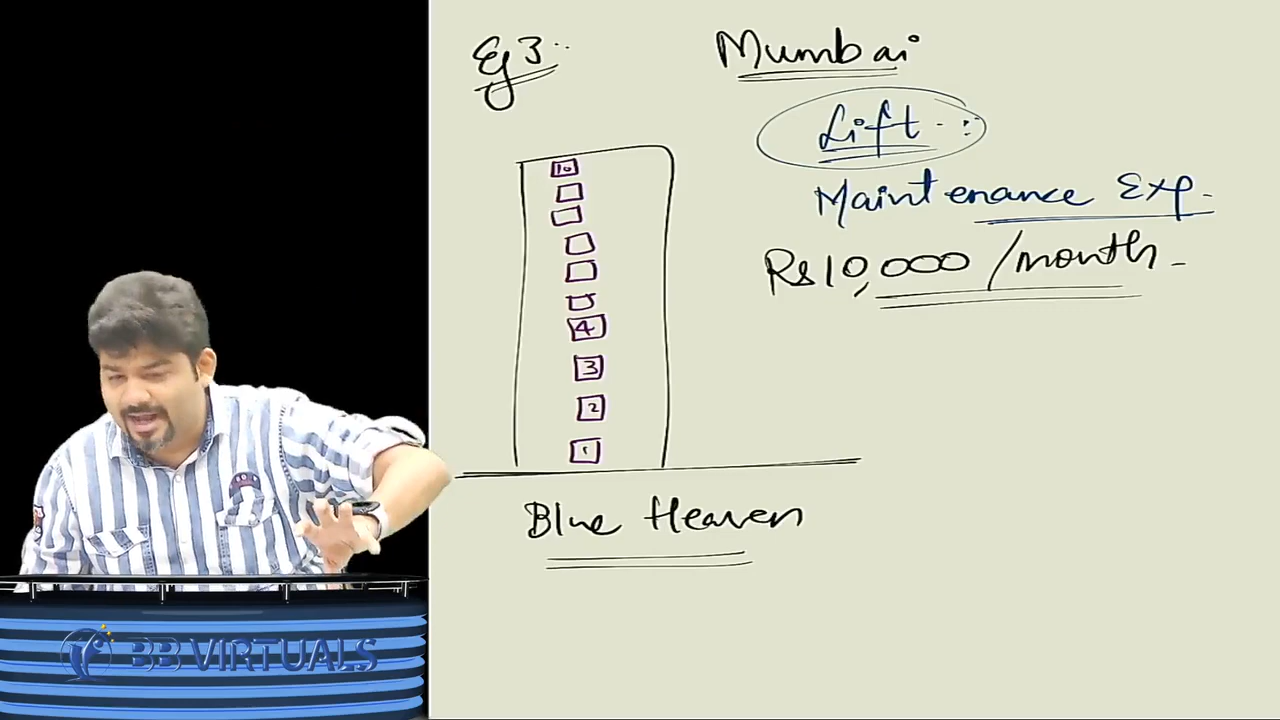 Eg 3..
Mumbai
Lift
Maintenance Exp.
Rs 10,000 /month
10
4
3
2
1
Blue Heaven
BB VIRTUALS